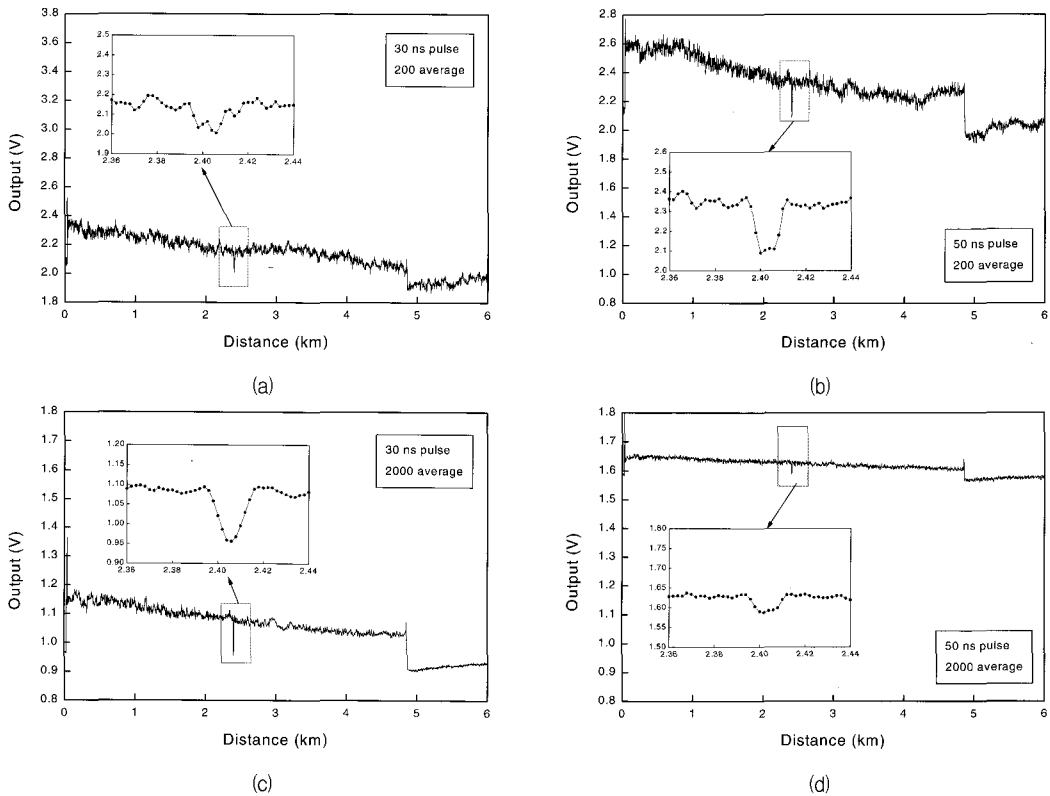 3.8
3.6
3.4
3.2
3.0
2.8
2.6
2.4
2.2
2.0
1.8
Output (V)
0 1 2 3 4 5 6
Distance (km)
30 ns pulse
200 average
2.5
2.4
2.3
2.2
2.1
2.0
1.9
2.36 2.38 2.40 2.42 2.44
(a)
2.8
2.6
2.4
2.2
2.0
1.8
1.6
1.4
1.2
1.0
0.8
Output (V)
0 1 2 3 4 5 6
Distance (km)
50 ns pulse
200 average
2.6
2.5
2.4
2.3
2.2
2.1
2.0
2.36 2.38 2.40 2.42 2.44
(b)
1.8
1.7
1.6
1.5
1.4
1.3
1.2
1.1
1.0
0.9
0.8
Output (V)
0 1 2 3 4 5 6
Distance (km)
30 ns pulse
2000 average
1.20
1.15
1.10
1.05
1.00
0.95
0.90
2.36 2.38 2.40 2.42 2.44
(c)
1.8
1.7
1.6
1.5
1.4
1.3
1.2
1.1
1.0
0.9
0.8
Output (V)
0 1 2 3 4 5 6
Distance (km)
50 ns pulse
2000 average
1.80
1.75
1.70
1.65
1.60
1.55
1.50
2.36 2.38 2.40 2.42 2.44
(d)